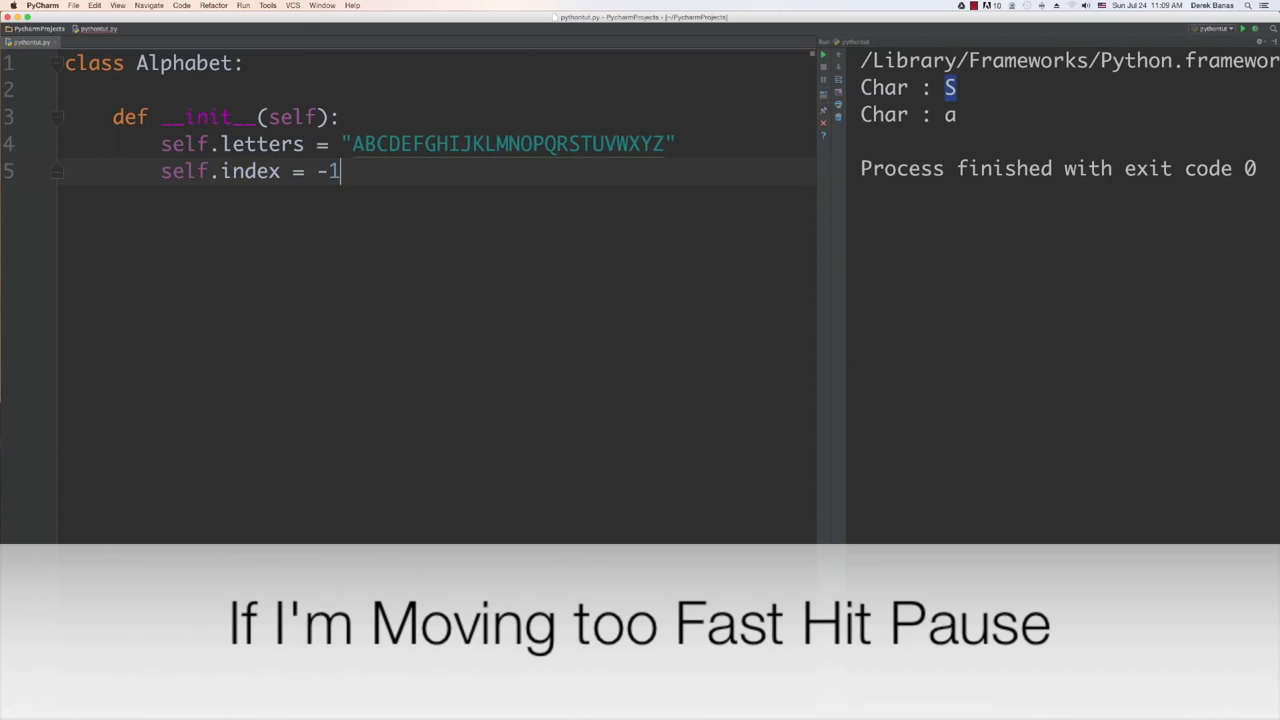 PyCharm File Edit View Navigate Code Refactor Run Tools VCS Window Help
10 Sun Jul 24 11:09 AM Derek Banas
pythontut.py - PycharmProjects - [~/PycharmProjects]
PycharmProjects pythontut.py
pythontut
pythontut.py
Run: pythontut
1 class Alphabet:
2
3 def __init__(self):
4 self.letters = "ABCDEFGHIJKLMNOPQRSTUVWXYZ"
5 self.index = -1
/Library/Frameworks/Python.framewor
Char : S
Char : a
Process finished with exit code 0
If I'm Moving too Fast Hit Pause